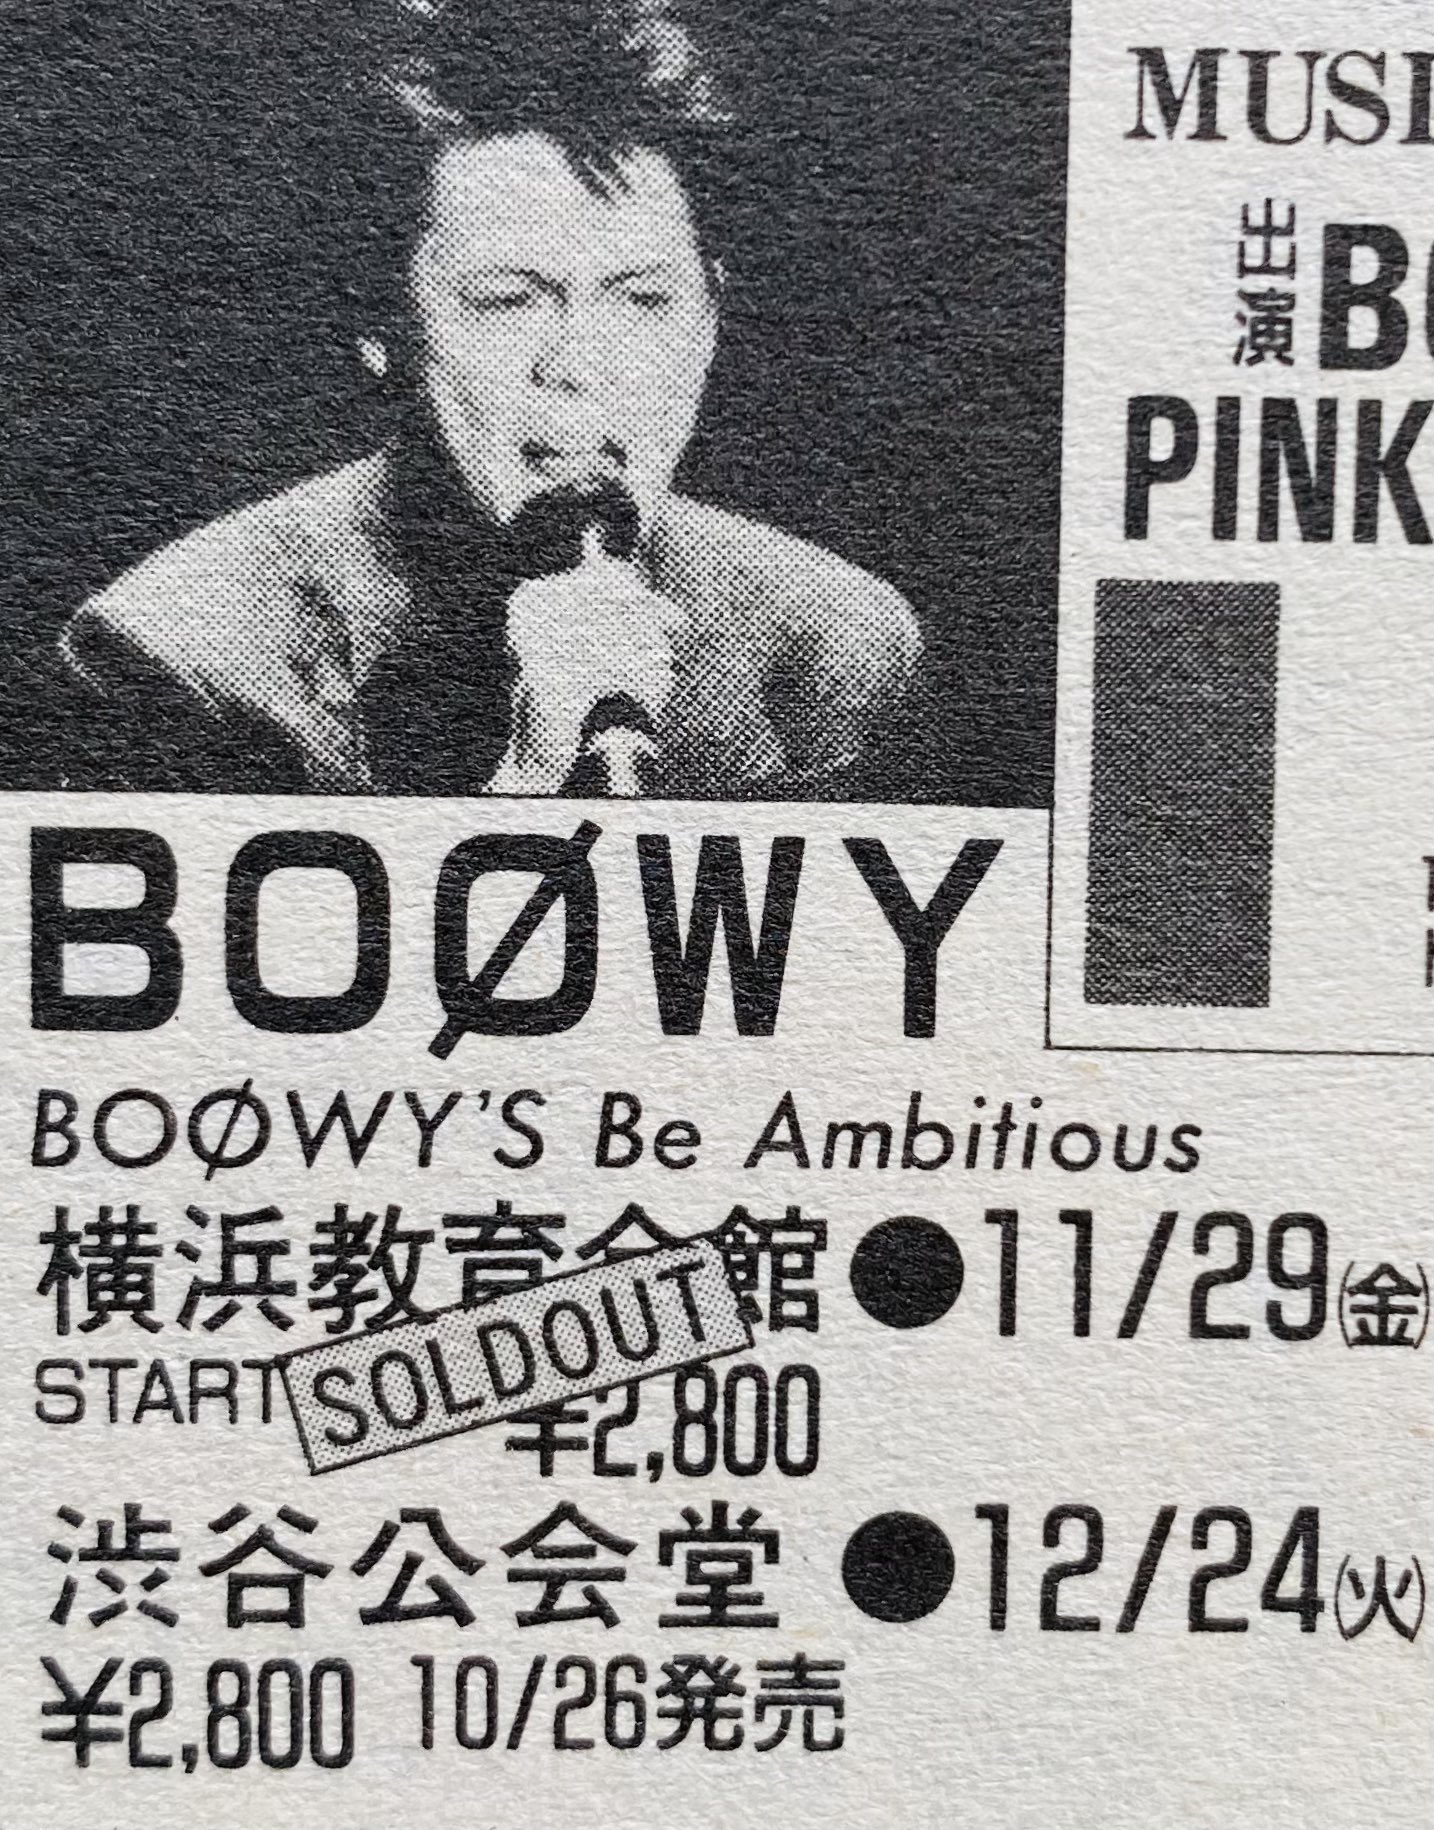 MUSI
出演
BO
PINK
BOØWY
BOØWY'S Be Ambitious
横浜教育会館●11/29㈮
SOLDOUT
START
¥2,800
渋谷公会堂●12/24㈫
¥2,800 10/26発売